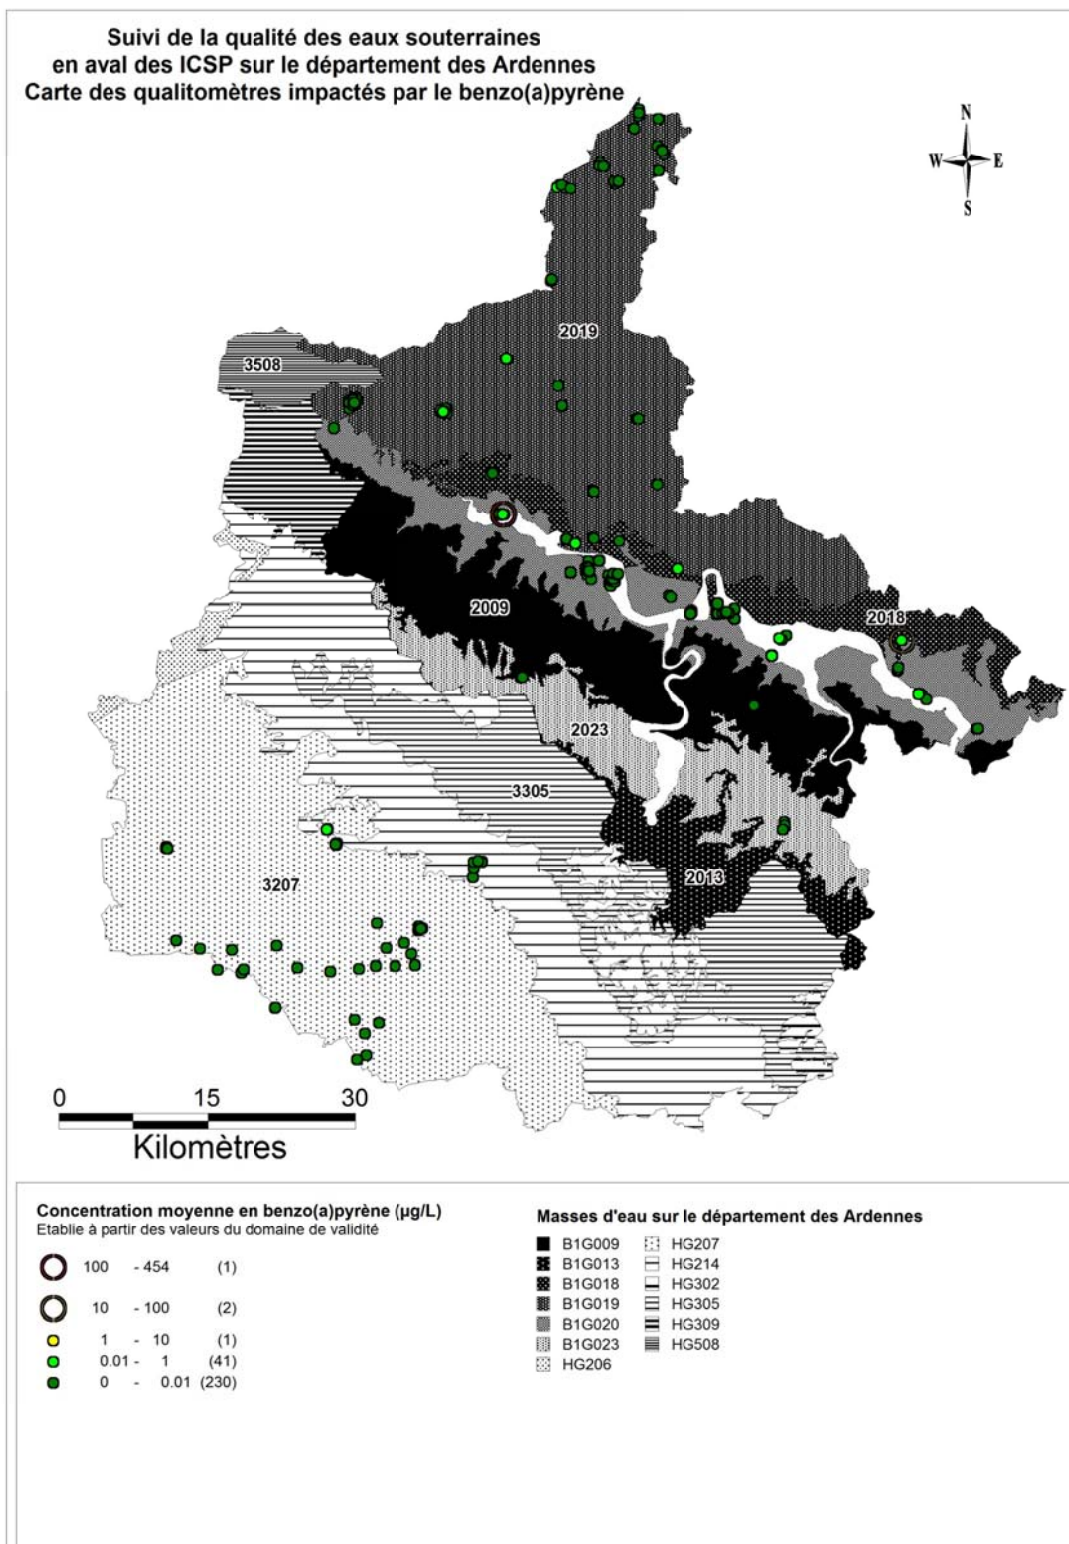 Suivi de la qualité des eaux souterraines
en aval des ICSP sur le département des Ardennes
Carte des qualitomètres impactés par le benzo(a)pyrène
N
W E
S
2019
3508
2009
2018
2023
3305
3207
2013
0 15 30
Kilomètres
Concentration moyenne en benzo(a)pyrène (µg/L)
Etablie à partir des valeurs du domaine de validité
100 - 454 (1)
10 - 100 (2)
1 - 10 (1)
0.01 - 1 (41)
0 - 0.01 (230)
Masses d'eau sur le département des Ardennes
B1G009 HG207
B1G013 HG214
B1G018 HG302
B1G019 HG305
B1G020 HG309
B1G023 HG508
HG206